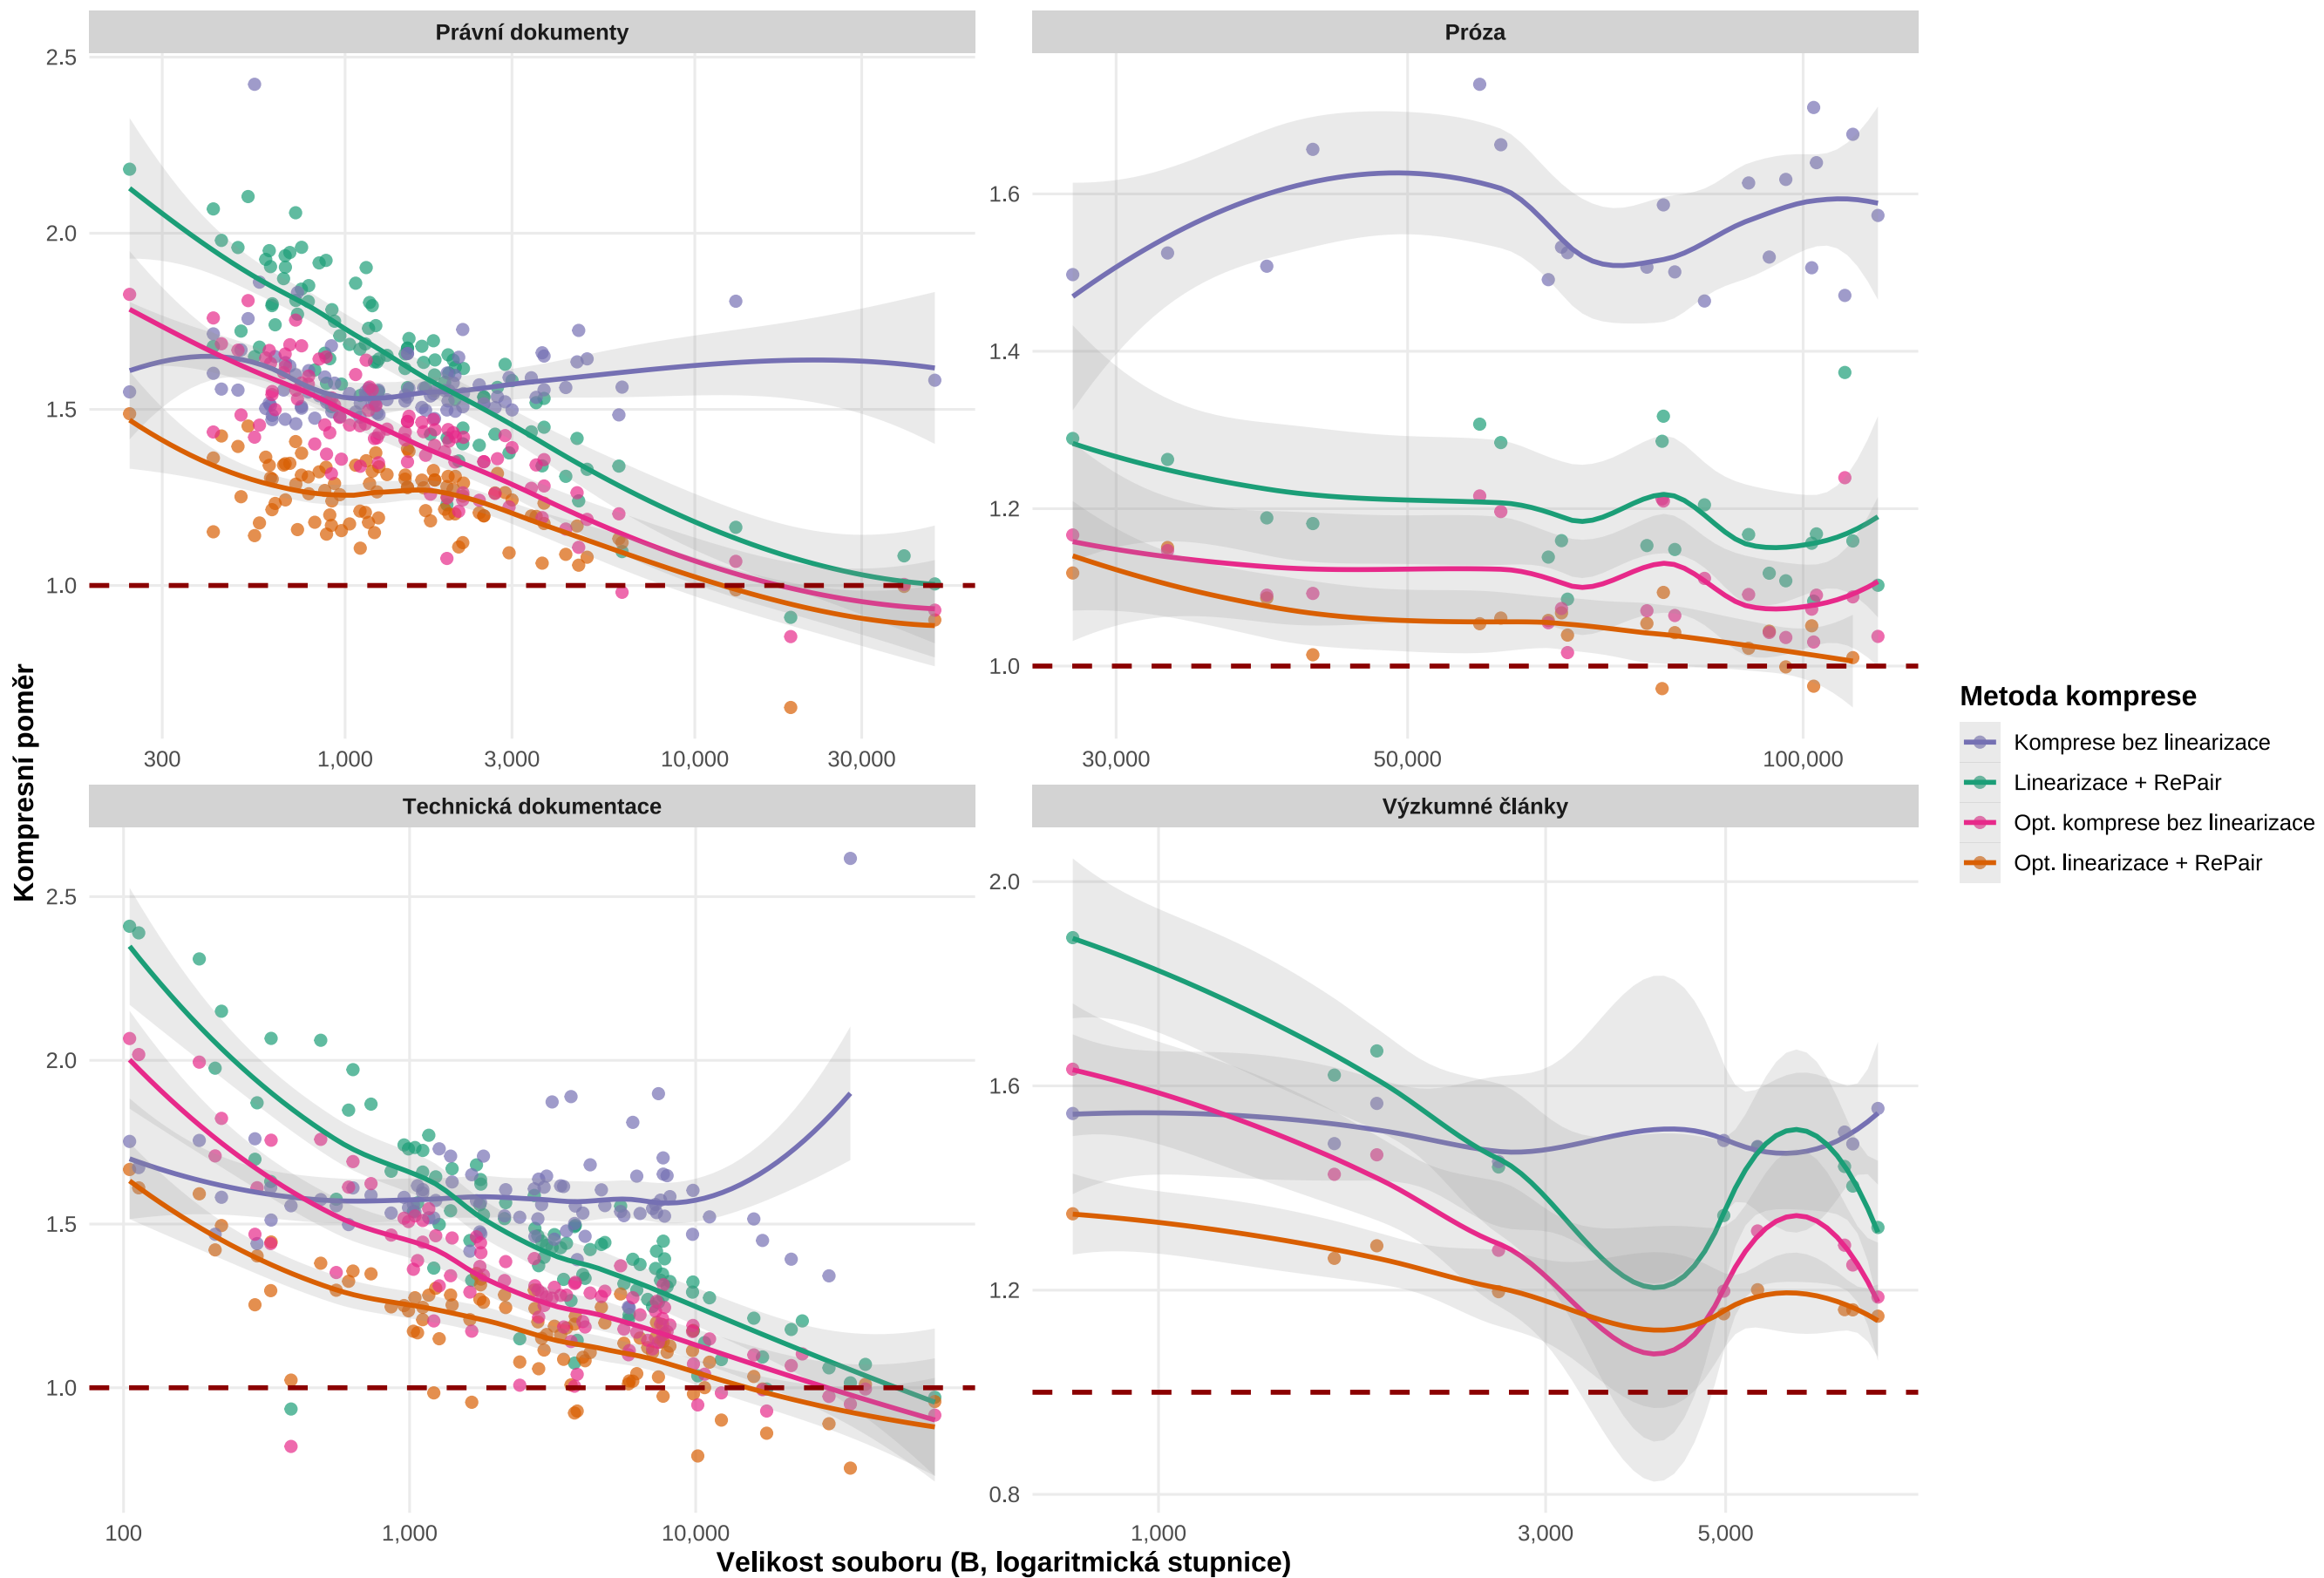 Právní dokumenty
Próza
2.5
2.0
1.5
1.0
1.6
1.4
1.2
1.0
300 1,000 3,000 10,000 30,000
30,000 50,000 100,000
Technická dokumentace
Výzkumné články
2.5
2.0
1.5
1.0
2.0
1.6
1.2
0.8
100 1,000 10,000
1,000 3,000 5,000
Kompresní poměr
Velikost souboru (B, logaritmická stupnice)
Metoda komprese
Komprese bez linearizace
Linearizace + RePair
Opt. komprese bez linearizace
Opt. linearizace + RePair